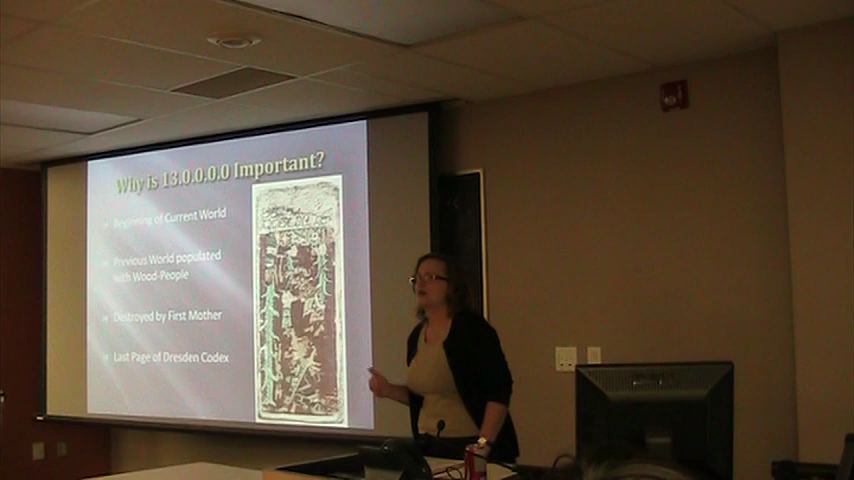 Why is 13.0.0.0.0 Important?
Beginning of Current World
Previous World populated
with Wood-People
Destroyed by First Mother
Last Page of Dresden Codex